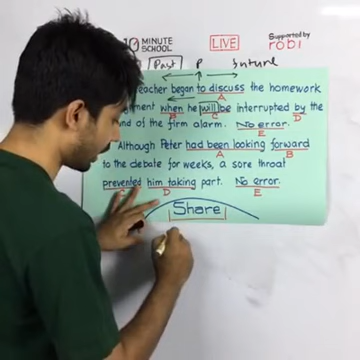 10 MINUTE SCHOOL
LIVE
Supported by
robi
Past P future
began to discuss the homework
A
when he will be interrupted by the
B C D
of the firm alarm. No error.
E
Although Peter had been looking forward
A B
to the debate for weeks, a sore throat
prevented him taking part. No error.
C D E
Share